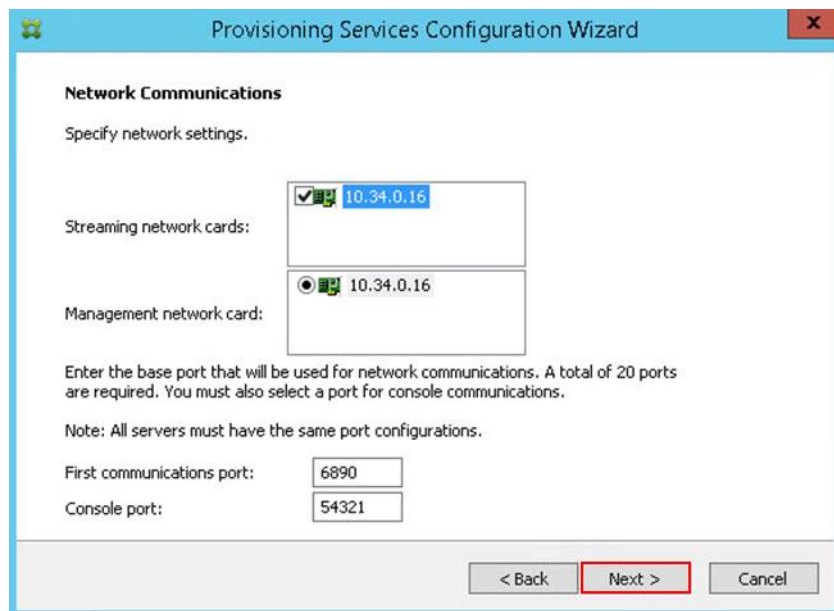 Provisioning Services Configuration Wizard
x
Network Communications
Specify network settings.
Streaming network cards:
10.34.0.16
Management network card:
10.34.0.16
Enter the base port that will be used for network communications. A total of 20 ports
are required. You must also select a port for console communications.
Note: All servers must have the same port configurations.
First communications port:
6890
Console port:
54321
< Back
Next >
Cancel